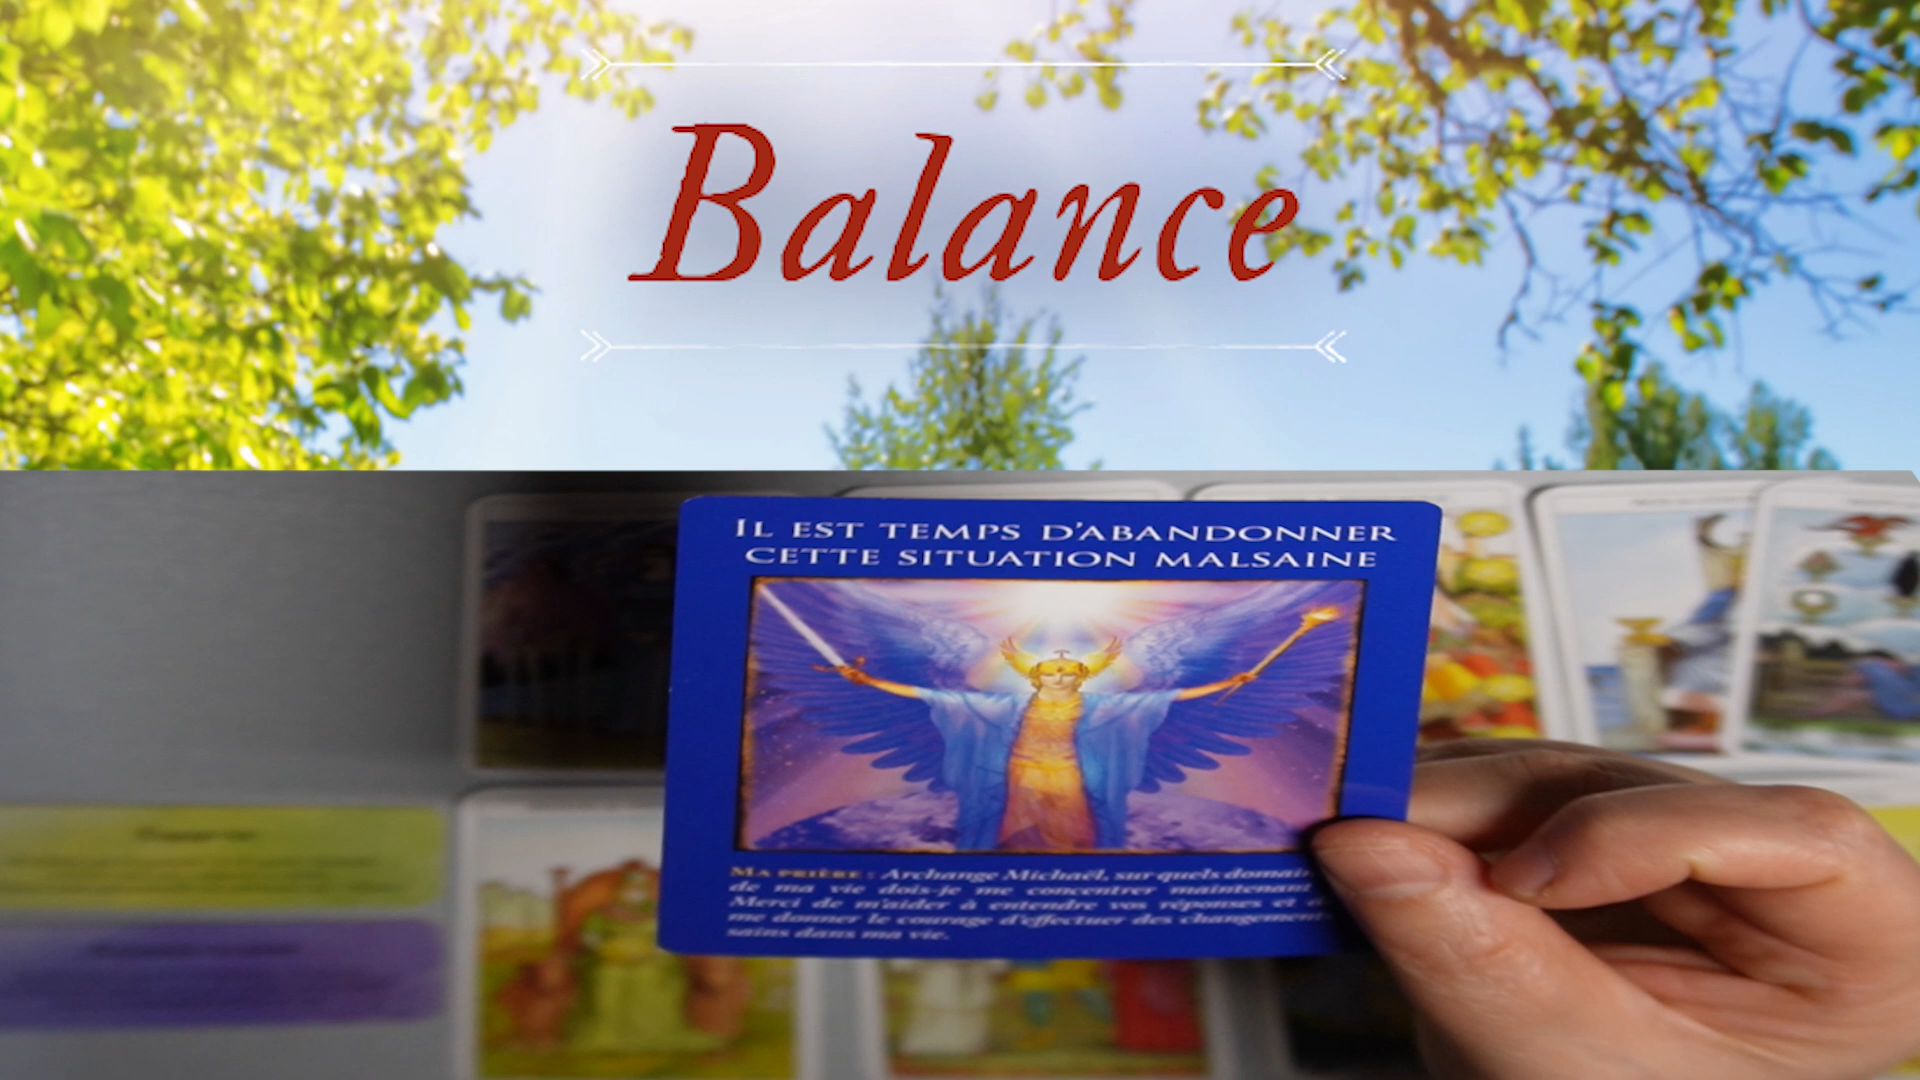 Balance
IL EST TEMPS D'ABANDONNER
CETTE SITUATION MALSAINE
MA PRIÈRE : Archange Michaël, sur quels
de ma vie dois-je me concentrer maintenant
Merci de m'aider à entendre vos réponses et
me donner le courage d'effectuer des
sains dans ma vie.